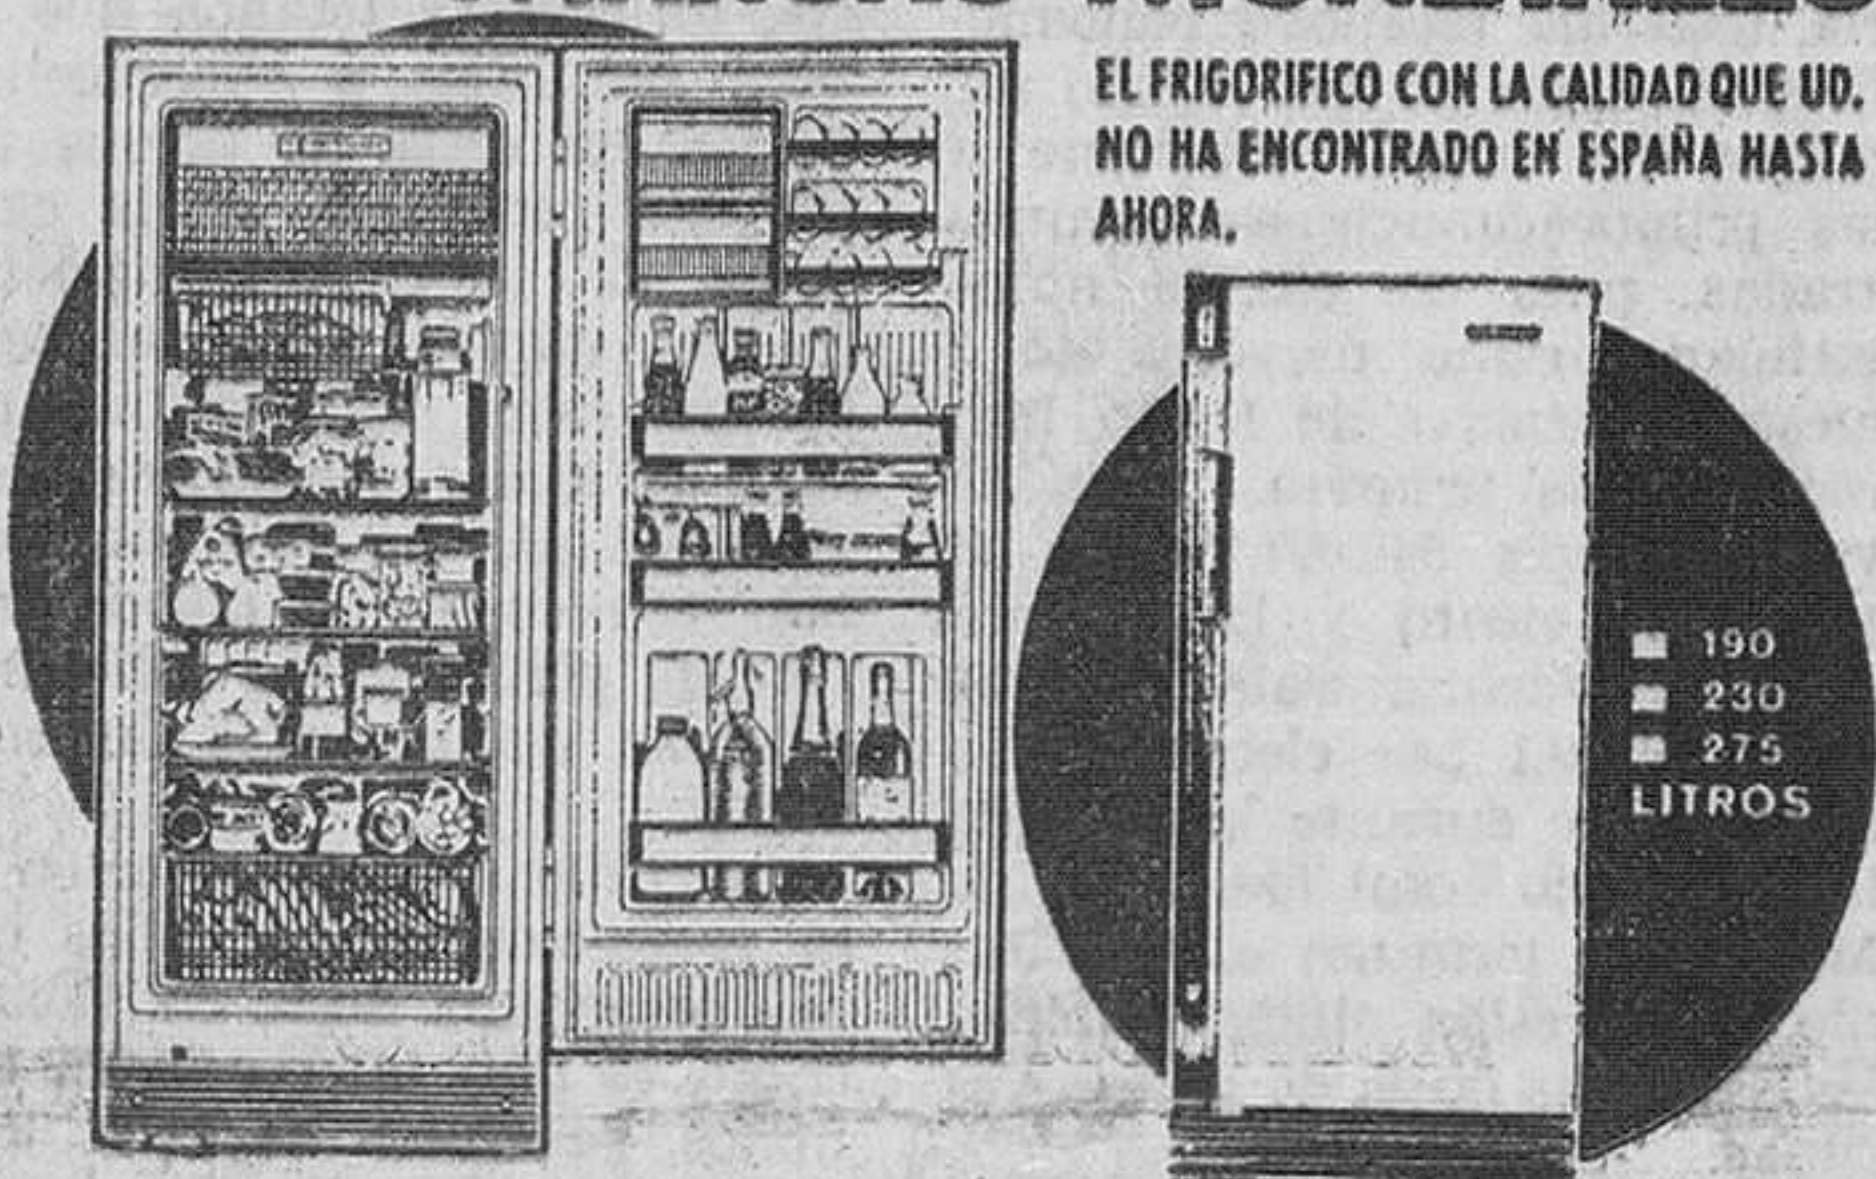 EL FRIGORIFICO CON LA CALIDAD QUE UD.
NO HA ENCONTRADO EN ESPAÑA HASTA
AHORA.
190
230
275
LITROS